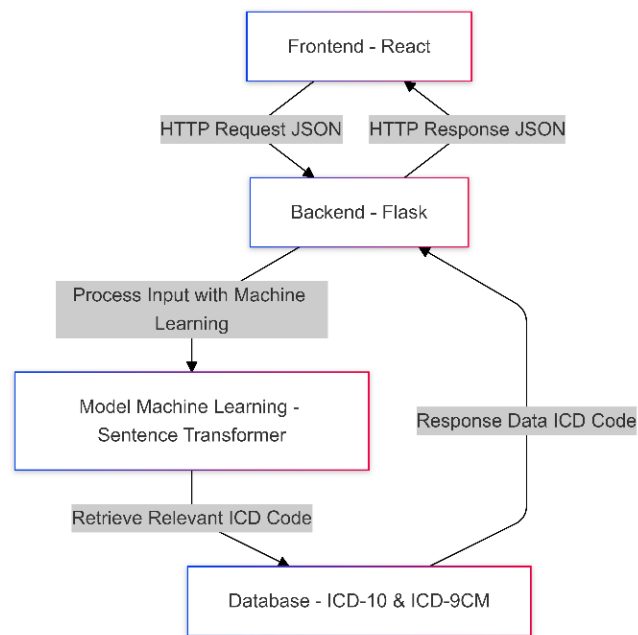 Frontend - React
HTTP Request JSON
HTTP Response JSON
Backend - Flask
Process Input with Machine
Learning
Model Machine Learning -
Sentence Transformer
Response Data ICD Code
Retrieve Relevant ICD Code
Database - ICD-10 & ICD-9CM